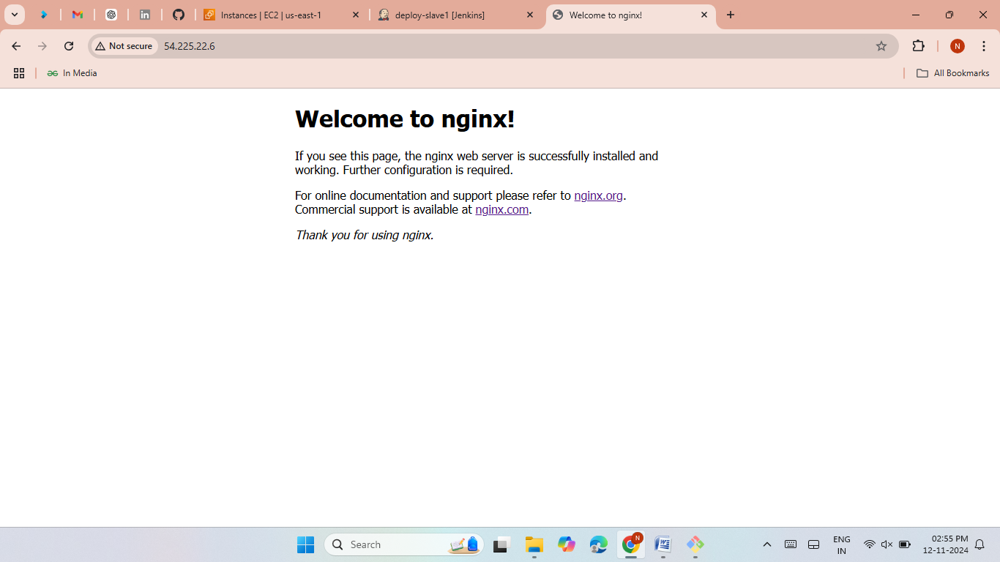 Instances | EC2 | us-east-1
deploy-slave1 [Jenkins]
Welcome to nginx!
Not secure
54.225.22.6
N
In Media
All Bookmarks
Welcome to nginx!
If you see this page, the nginx web server is successfully installed and
working. Further configuration is required.
For online documentation and support please refer to nginx.org.
Commercial support is available at nginx.com.
Thank you for using nginx.
Search
N
ENG
IN
02:55 PM
12-11-2024